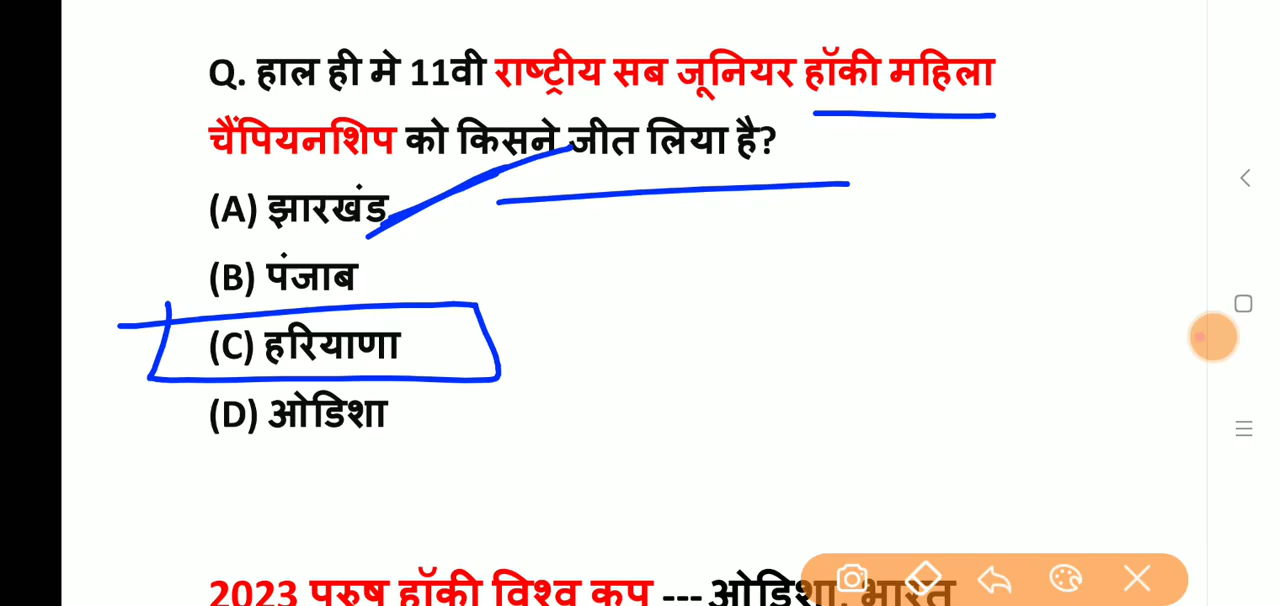 Q. हाल ही मे 11वी राष्ट्रीय सब जूनियर हॉकी महिला
चैंपियनशिप को किसने जीत लिया है?
(A) झारखंड
(B) पंजाब
(C) हरियाणा
(D) ओडिशा
2023 पुरुष हॉकी विश्व कप ---ओडिशा, भारत